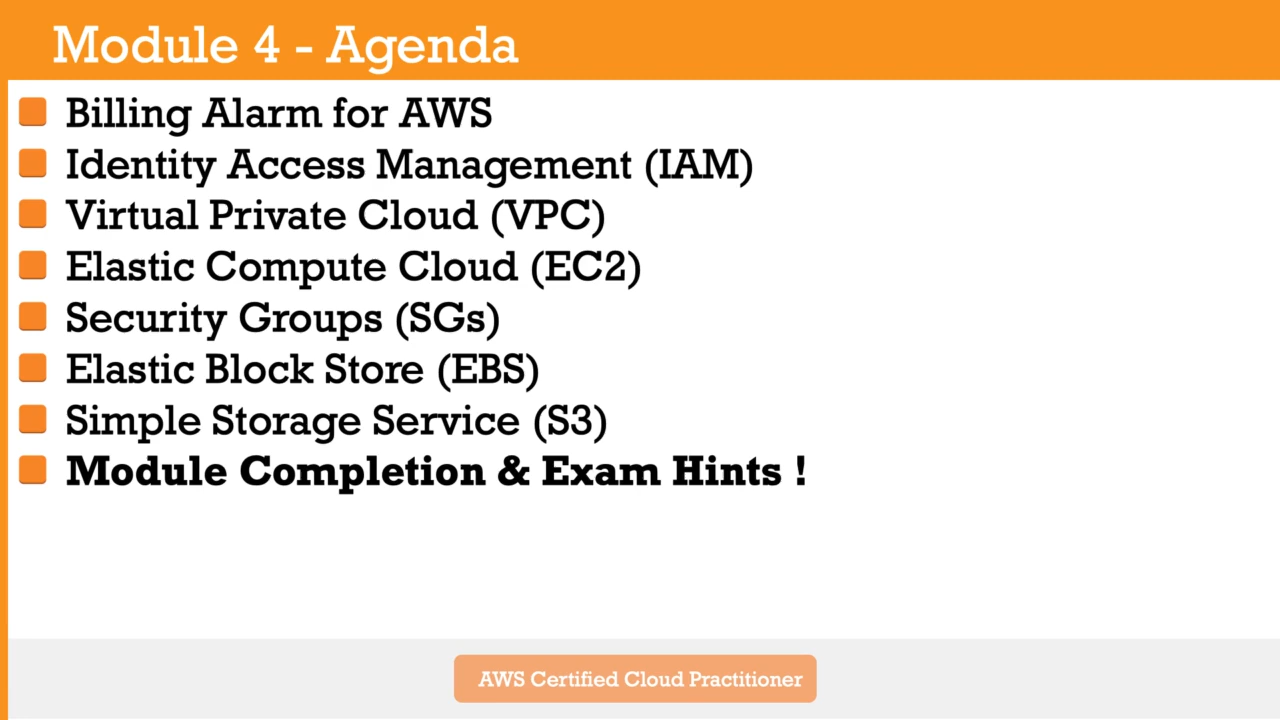 Module 4 - Agenda
Billing Alarm for AWS
Identity Access Management (IAM)
Virtual Private Cloud (VPC)
Elastic Compute Cloud (EC2)
Security Groups (SGs)
Elastic Block Store (EBS)
Simple Storage Service (S3)
Module Completion & Exam Hints !
AWS Certified Cloud Practitioner